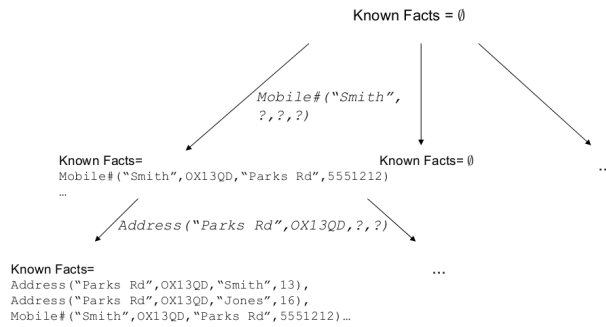 Known Facts = ∅
Mobile#(“Smith”,
?,?,?)
Known Facts=
Mobile#(“Smith”,OX13QD,“Parks Rd”,5551212)
…
Known Facts= ∅
..
Address(“Parks Rd”,OX13QD,?,?)
Known Facts=
Address(“Parks Rd”,OX13QD,“Smith”,13),
Address(“Parks Rd”,OX13QD,“Jones”,16),
Mobile#(“Smith”,OX13QD,“Parks Rd”,5551212)…
…